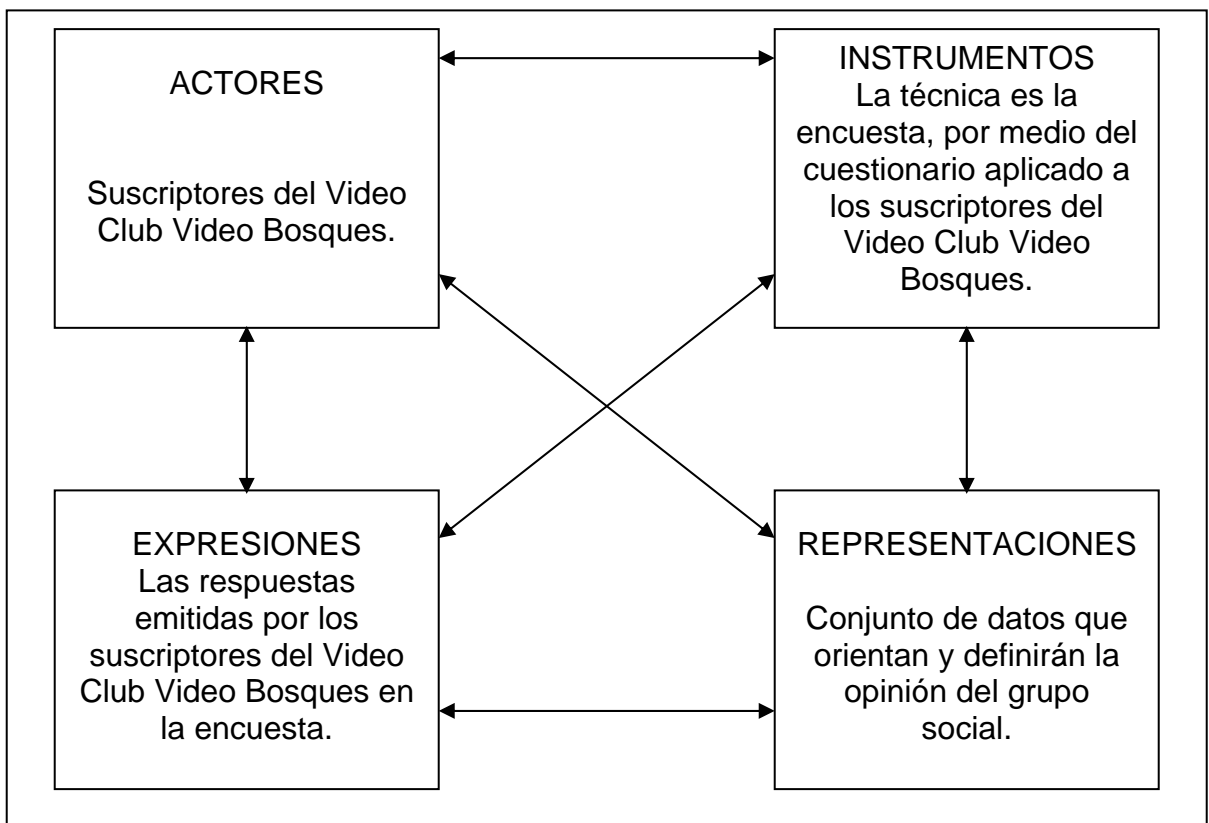 ACTORES
Suscriptores del Video
Club Video Bosques.
INSTRUMENTOS
La técnica es la
encuesta, por medio del
cuestionario aplicado a
los suscriptores del
Video Club Video
Bosques.
EXPRESIONES
Las respuestas
emitidas por los
suscriptores del Video
Club Video Bosques en
la encuesta.
REPRESENTACIONES
Conjunto de datos que
orientan y definirán la
opinión del grupo
social.